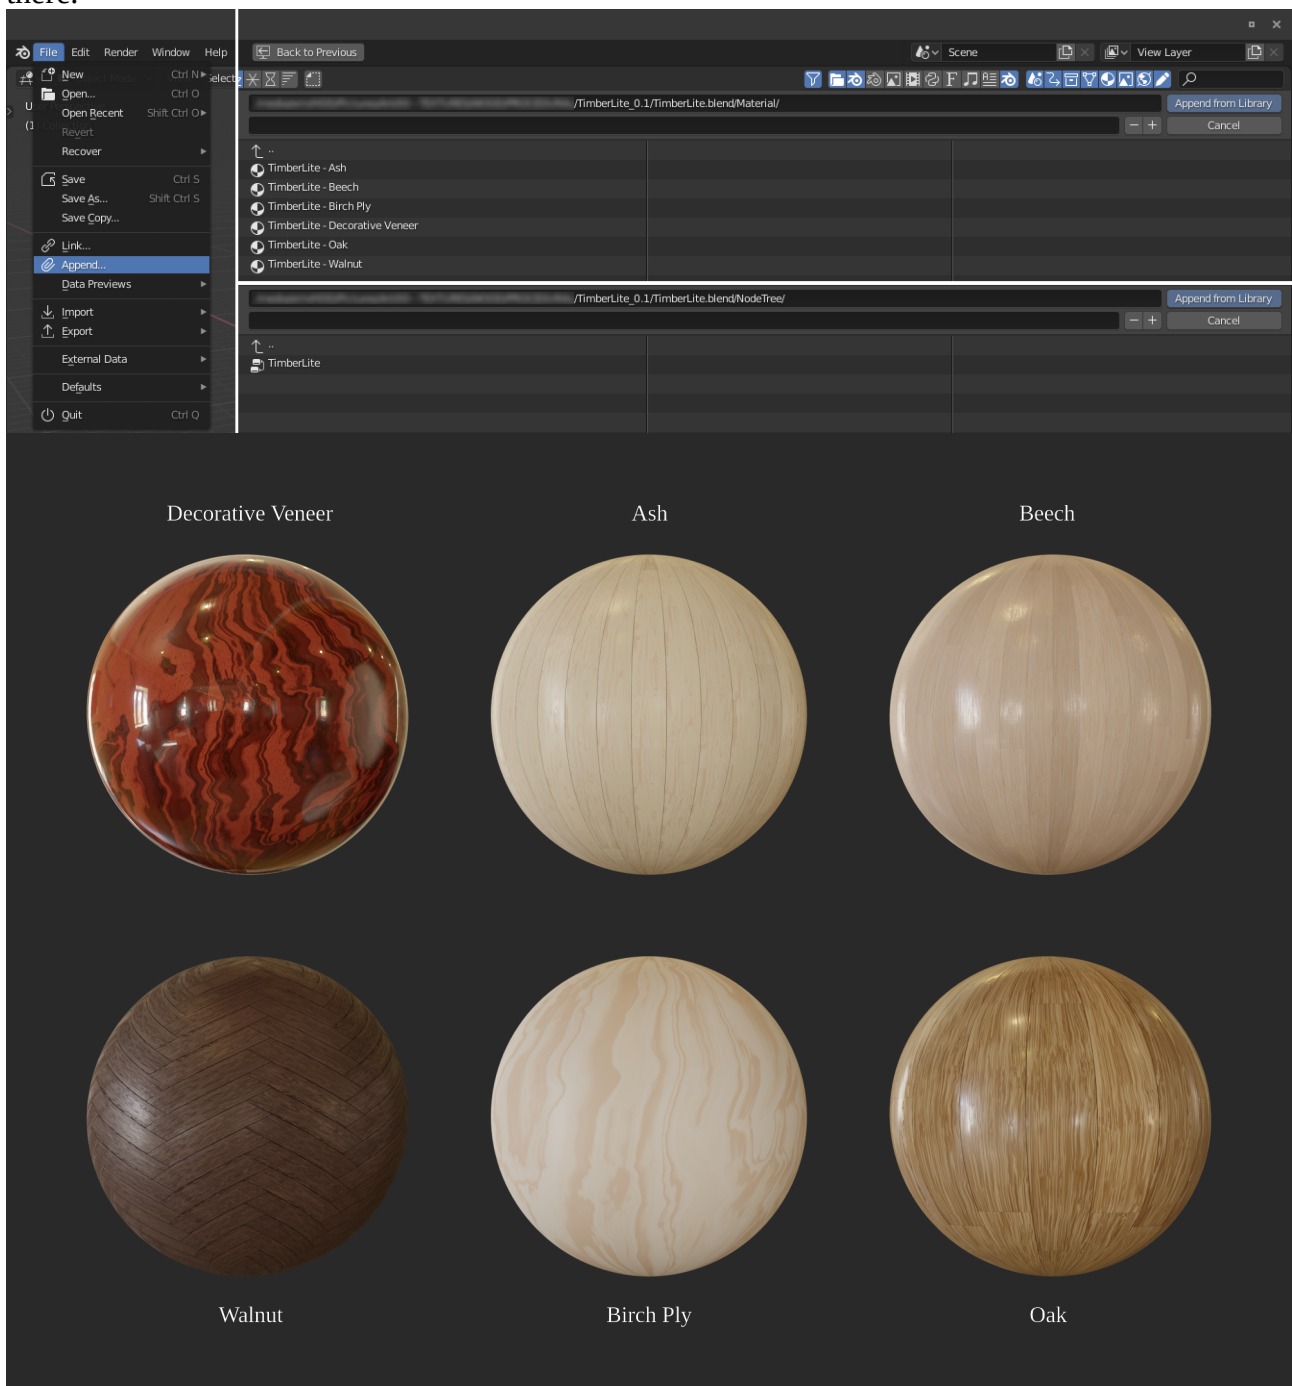 there.
File Edit Render Window Help
Back to Previous
Scene
View Layer
New Ctrl N
Open... Ctrl O
Open Recent Shift Ctrl O
Revert
Recover
Save Ctrl S
Save As... Shift Ctrl S
Save Copy...
Link...
Append...
Data Previews
Import
Export
External Data
Defaults
Quit Ctrl Q
Select
/TimberLite_0.1/TimberLite.blend/Material/
Append from Library
Cancel
..
TimberLite - Ash
TimberLite - Beech
TimberLite - Birch Ply
TimberLite - Decorative Veneer
TimberLite - Oak
TimberLite - Walnut
/TimberLite_0.1/TimberLite.blend/NodeTree/
Append from Library
Cancel
..
TimberLite
Decorative Veneer
Ash
Beech
Walnut
Birch Ply
Oak